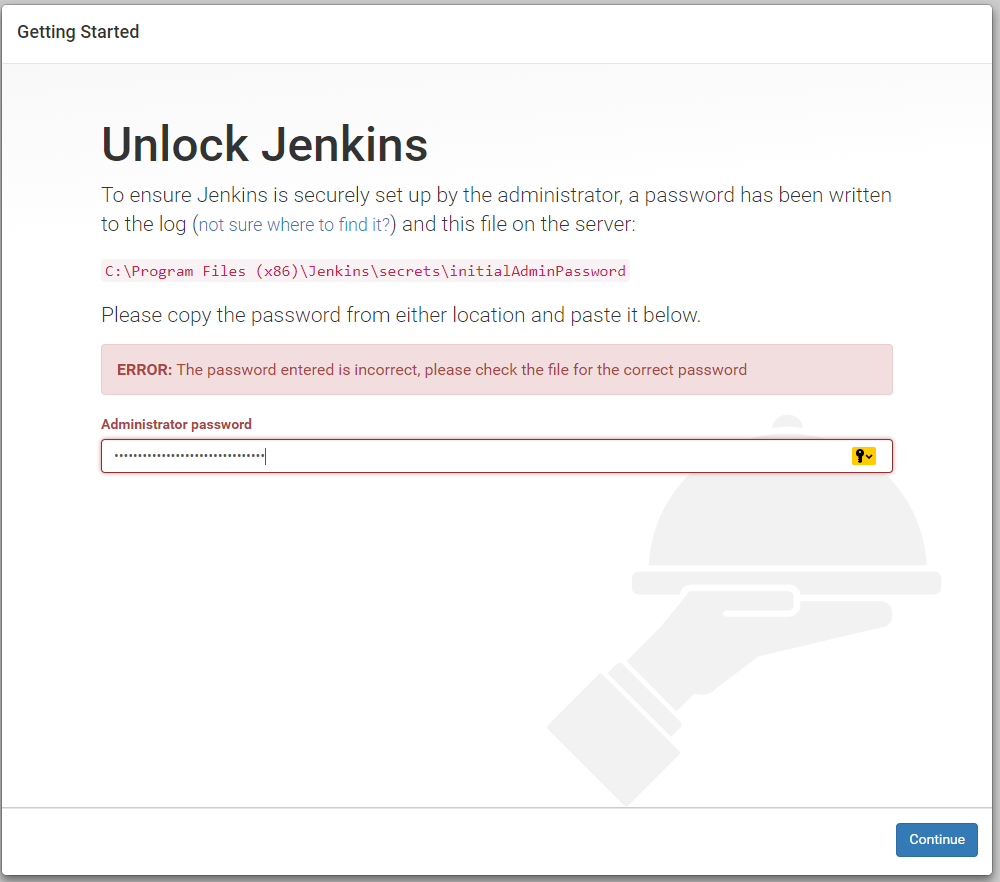 Getting Started
Unlock Jenkins
To ensure Jenkins is securely set up by the administrator, a password has been written
to the log (not sure where to find it?) and this file on the server:
C:\Program Files (x86)\Jenkins\secrets\initialAdminPassword
Please copy the password from either location and paste it below.
ERROR: The password entered is incorrect, please check the file for the correct password
Administrator password
••••••••••••••••••••••••••••••••
Continue